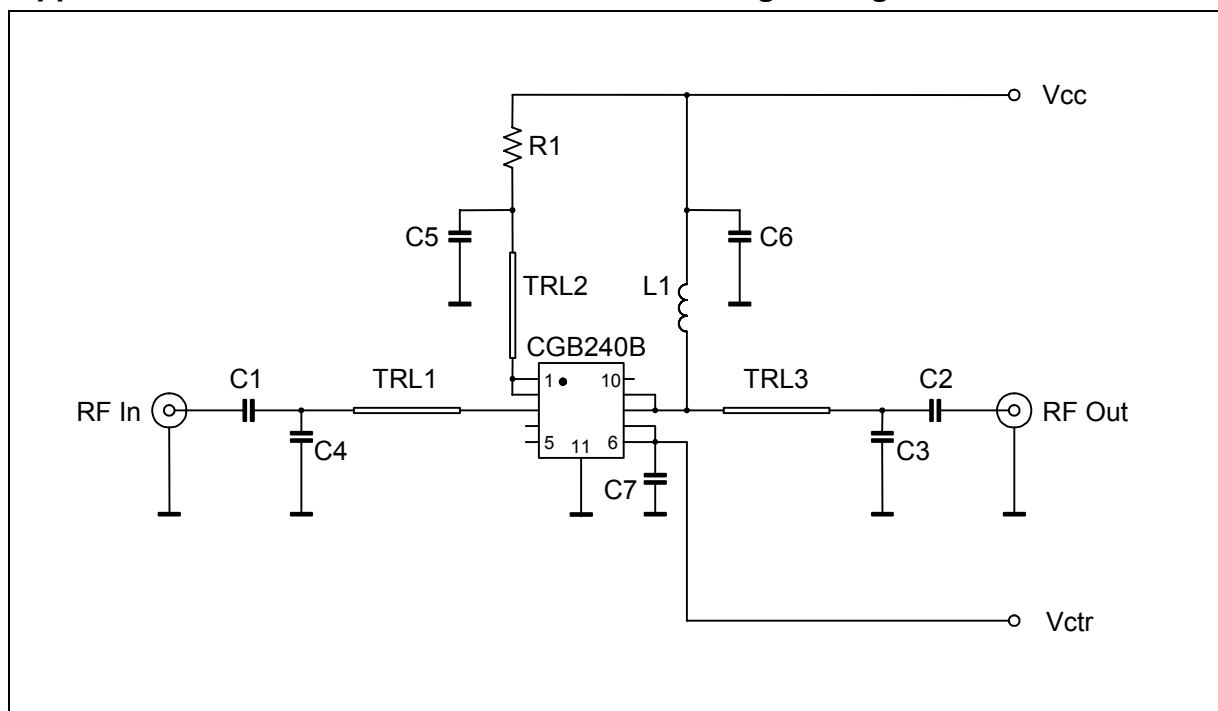 Vcc
R1
C5
C6
TRL2
L1
CGB240B
C1
TRL1
1
10
TRL3
C2
RF In
RF Out
C4
5
11
6
C3
C7
Vctr